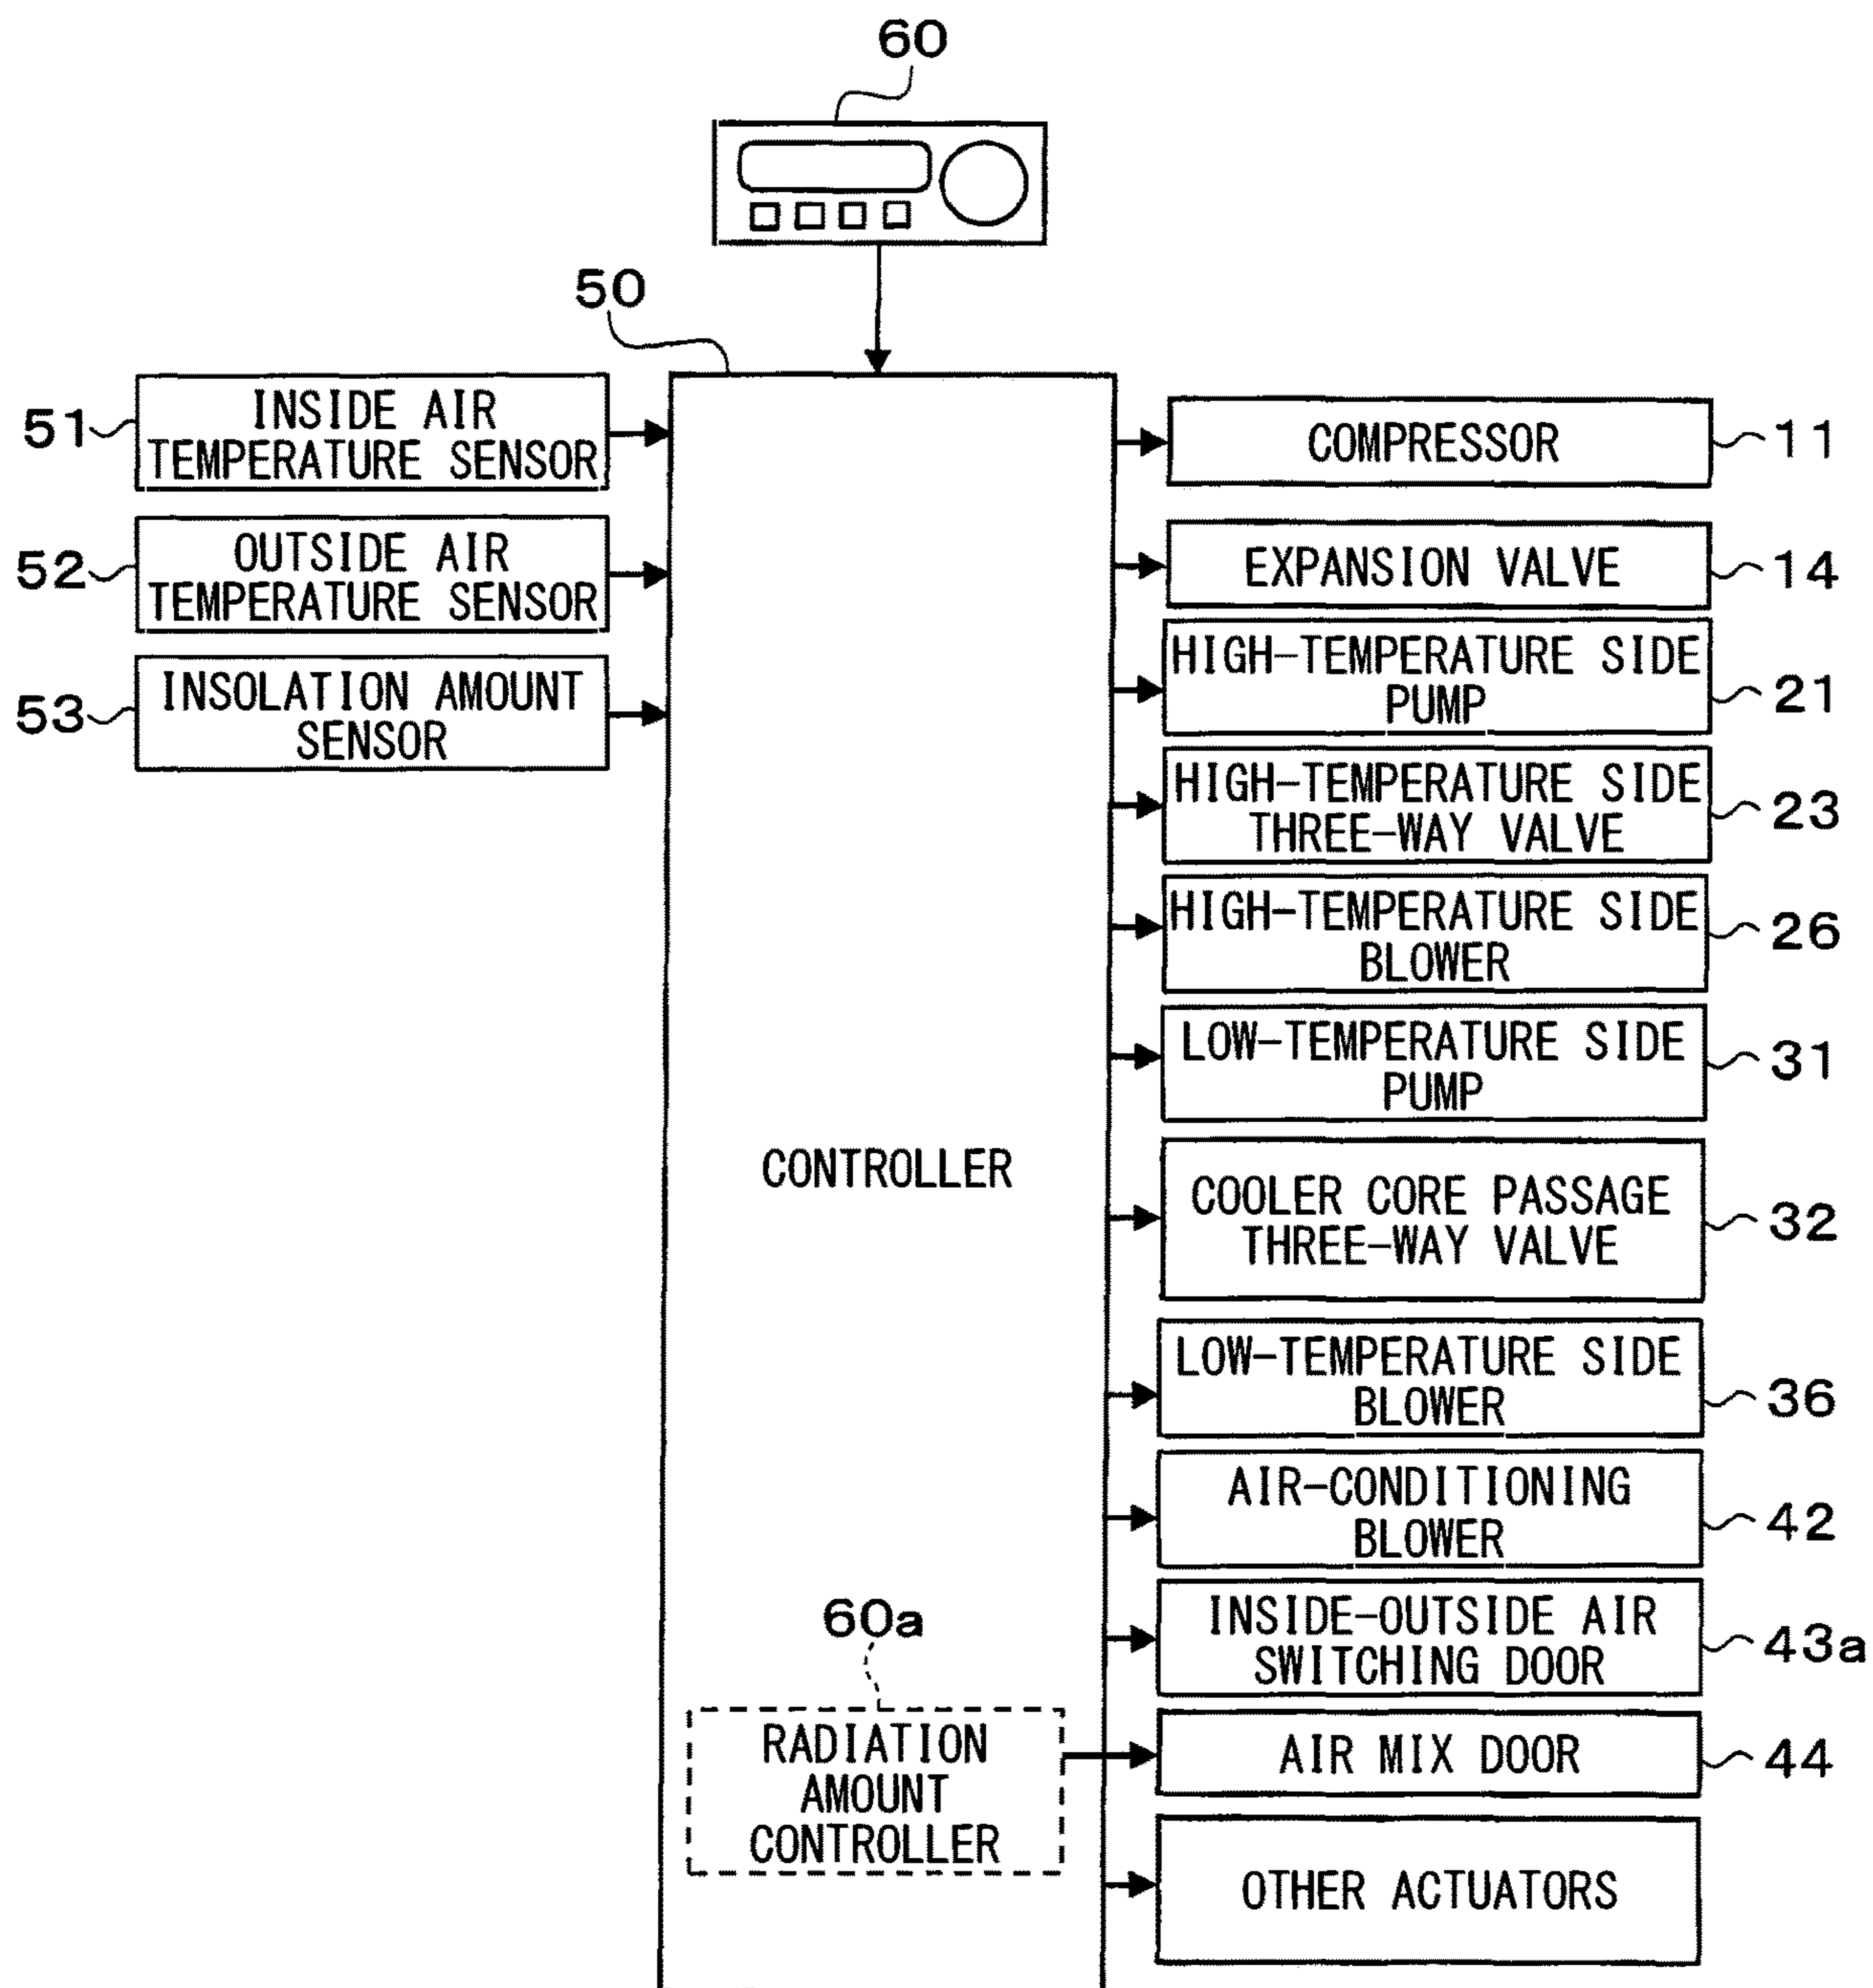 60
50
51
INSIDE AIR
TEMPERATURE SENSOR
52
OUTSIDE AIR
TEMPERATURE SENSOR
53
INSOLATION AMOUNT
SENSOR
CONTROLLER
60a
RADIATION
AMOUNT
CONTROLLER
COMPRESSOR
11
EXPANSION VALVE
14
HIGH-TEMPERATURE SIDE
PUMP
21
HIGH-TEMPERATURE SIDE
THREE-WAY VALVE
23
HIGH-TEMPERATURE SIDE
BLOWER
26
LOW-TEMPERATURE SIDE
PUMP
31
COOLER CORE PASSAGE
THREE-WAY VALVE
32
LOW-TEMPERATURE SIDE
BLOWER
36
AIR-CONDITIONING
BLOWER
42
INSIDE-OUTSIDE AIR
SWITCHING DOOR
43a
AIR MIX DOOR
44
OTHER ACTUATORS